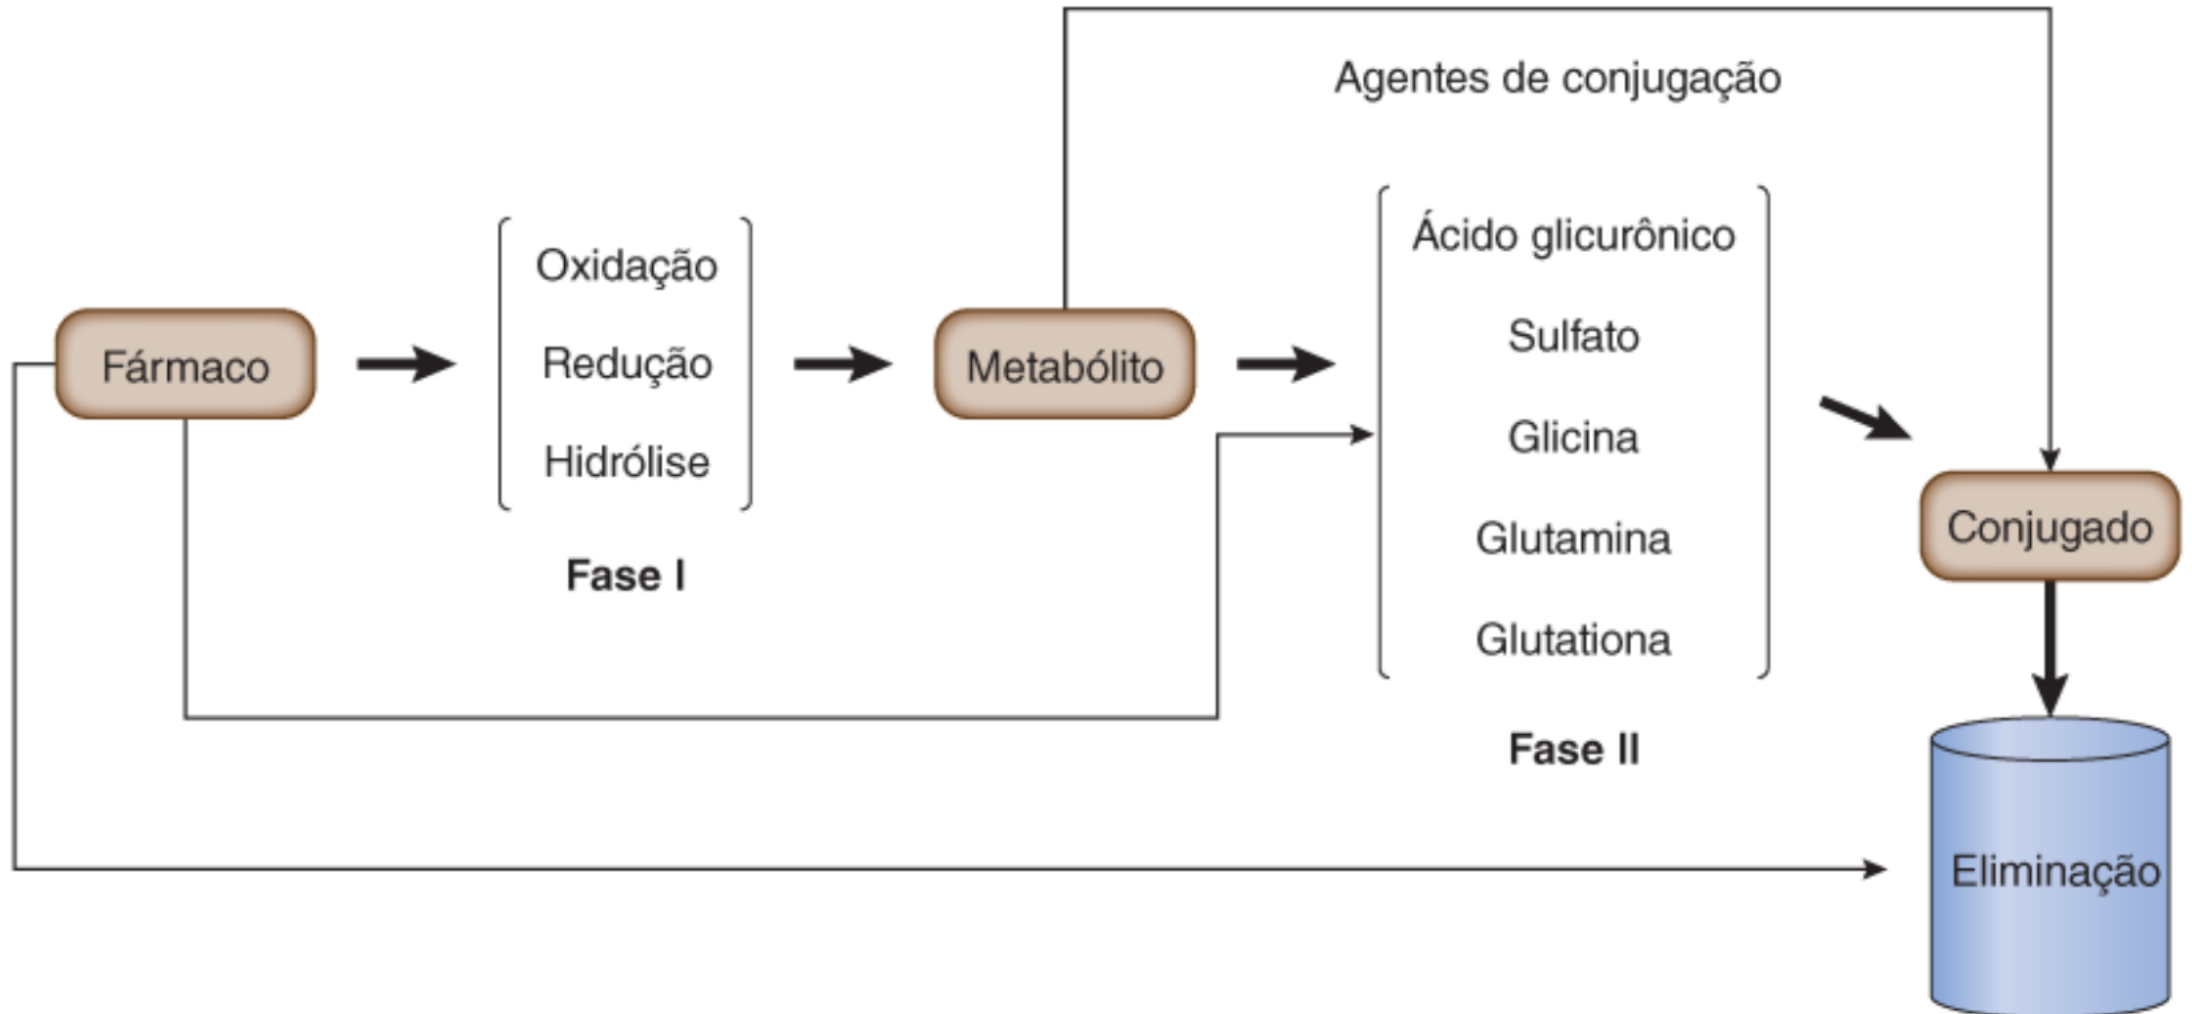 Fármaco
Oxidação
Redução
Hidrólise
Fase I
Metabólito
Agentes de conjugação
Ácido glicurônico
Sulfato
Glicina
Glutamina
Glutationa
Fase II
Conjugado
Eliminação